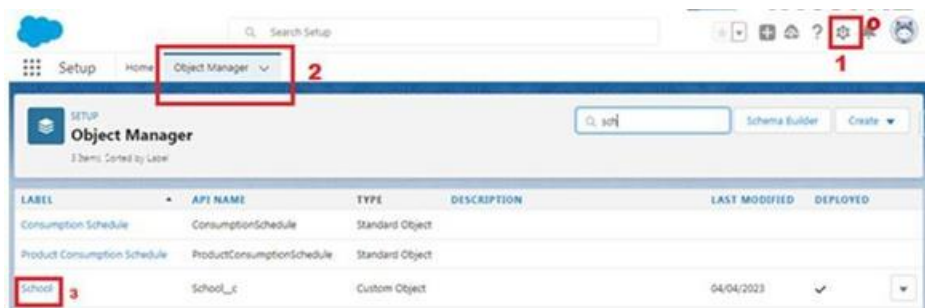 Search Setup
1
Setup Home Object Manager 2
SETUP
Object Manager
3 Items, Sorted by Label
sch
Schema Builder Create
LABEL API NAME TYPE DESCRIPTION LAST MODIFIED DEPLOYED
Consumption Schedule ConsumptionSchedule Standard Object
Product Consumption Schedule ProductConsumptionSchedule Standard Object
School 3 School__c Custom Object 04/04/2023